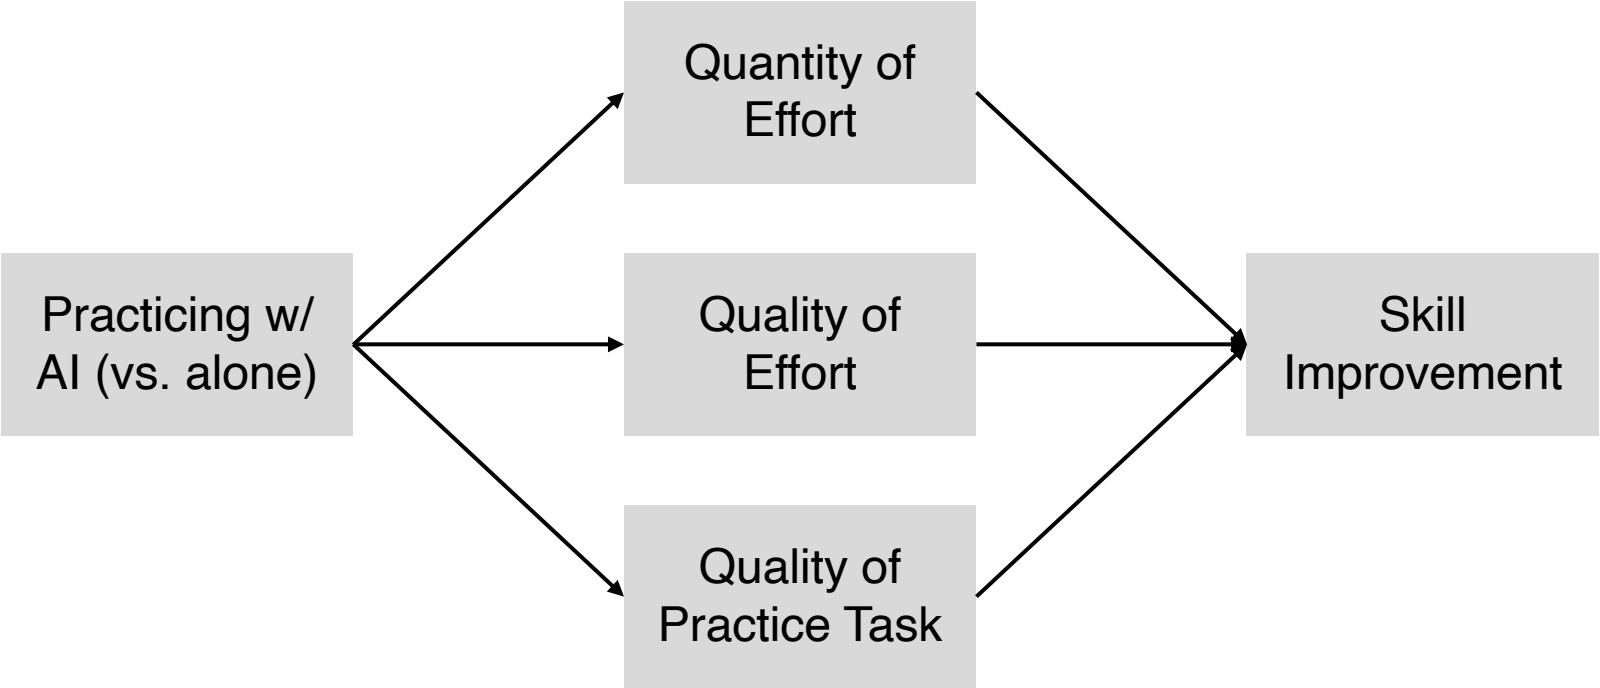 Quantity of
Effort
Practicing w/
AI (vs. alone)
Quality of
Effort
Skill
Improvement
Quality of
Practice Task